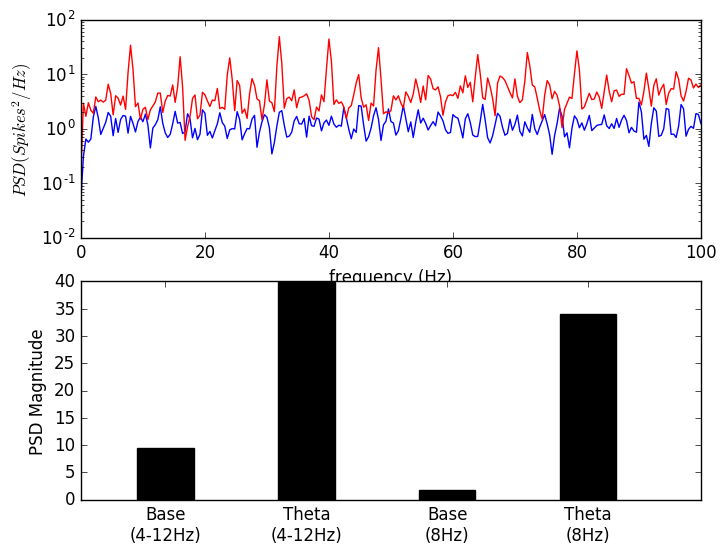 10^2
10^1
10^0
10^-1
10^-2
PSD(Spikes^2/Hz)
0 20 40 60 80 100
frequency (Hz)
40
35
30
25
20
15
10
5
0
PSD Magnitude
Base Theta Base Theta
(4-12Hz) (4-12Hz) (8Hz) (8Hz)